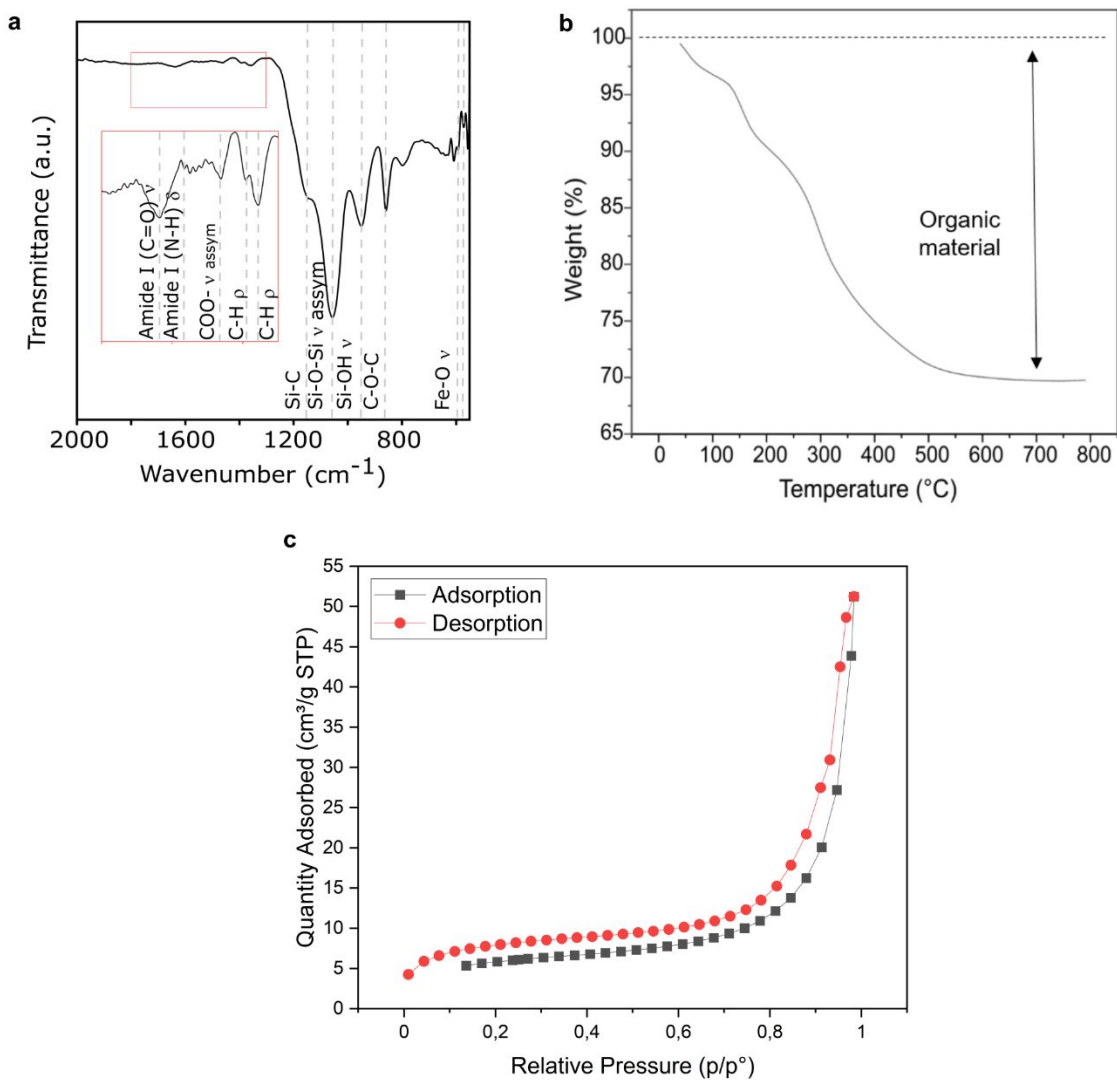 a
Transmittance (a.u.)
Amide I (C=O) ν
Amide I (N-H) δ
COO- ν assym
C-H ρ
C-H ρ
Si-C
Si-O-Si ν assym
Si-OH ν
C-O-C
Fe-O ν
2000 1600 1200 800
Wavenumber (cm-1)
b
Weight (%)
100
95
90
85
80
75
70
65
Organic
material
0 100 200 300 400 500 600 700 800
Temperature (°C)
c
Quantity Adsorbed (cm³/g STP)
55
50
45
40
35
30
25
20
15
10
5
0
Adsorption
Desorption
0 0,2 0,4 0,6 0,8 1
Relative Pressure (p/p°)